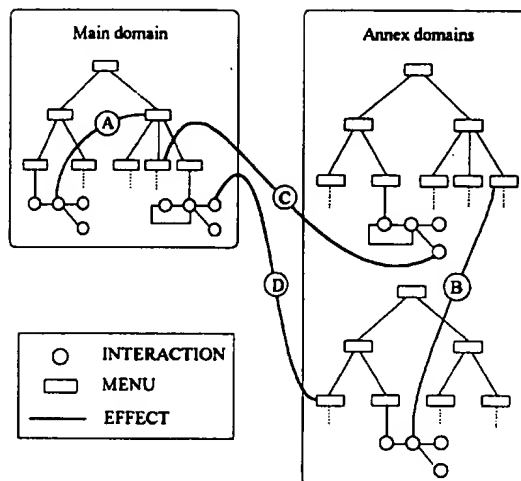 Main domain
Annex domains
A
C
D
B
INTERACTION
MENU
EFFECT